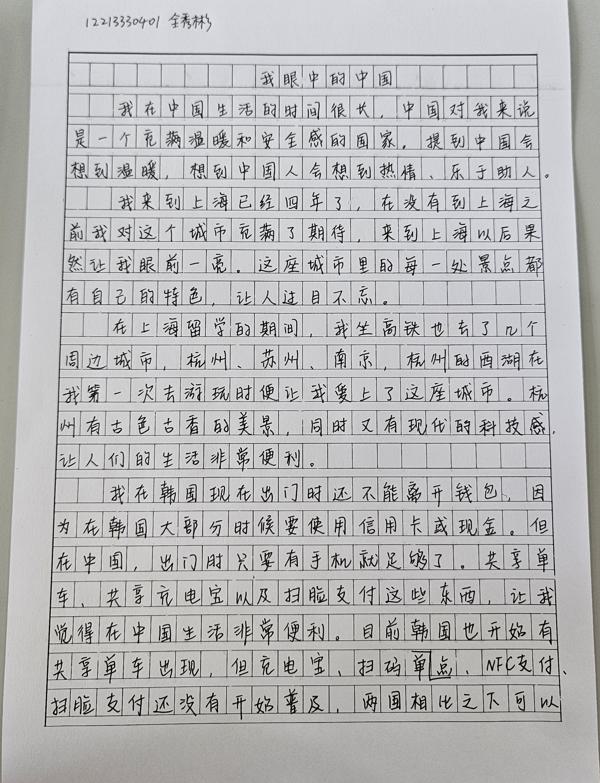 12213330401 全秀彬
我眼中的中国
我在中国生活的时间很长，中国对我来说
是一个充满温暖和安全感的国家，提到中国会
想到温暖，想到中国人会想到热情、乐于助人。
我来到上海已经四年了，在没有到上海之
前我对这个城市充满了期待，来到上海以后果
然让我眼前一亮。这座城市里的每一处景点都
有自己的特色，让人过目不忘。
在上海留学的期间，我坐高铁也去了几个
周边城市，杭州、苏州、南京，杭州的西湖在
我第一次去游玩时便让我爱上了这座城市。杭
州有古色古香的美景，同时又有现代的科技感，
让人们的生活非常便利。
我在韩国现在出门时还不能离开钱包，因
为在韩国大部分时候要使用信用卡或现金。但
在中国，出门时只要有手机就足够了。共享单
车、共享充电宝以及扫脸支付这些东西，让我
觉得在中国生活非常便利。目前韩国也开始有
共享单车出现，但充电宝、扫码单点、NFC支付、
扫脸支付还没有开始普及，两国相比之下可以